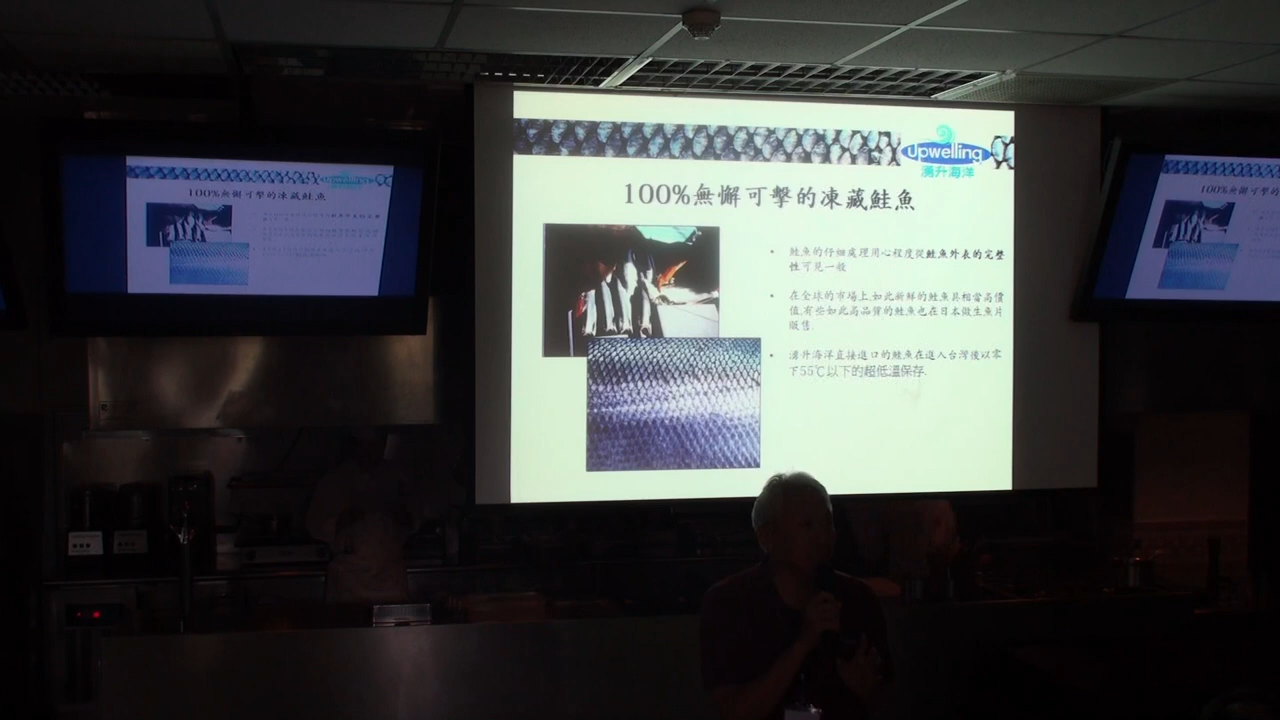 Upwelling
湧升海洋
100%無懈可擊的凍藏鮭魚
• 鮭魚的仔細處理用心程度從鮭魚外表的完整
性可見一般
• 在全球的市場上,如此新鮮的鮭魚具相當高價
值,有些如此高品質的鮭魚也在日本做生魚片
販售.
• 湧升海洋直接進口的鮭魚在進入台灣後以零
下55℃以下的超低溫保存.
100%無懈可擊的凍藏鮭魚
100%無懈可擊的